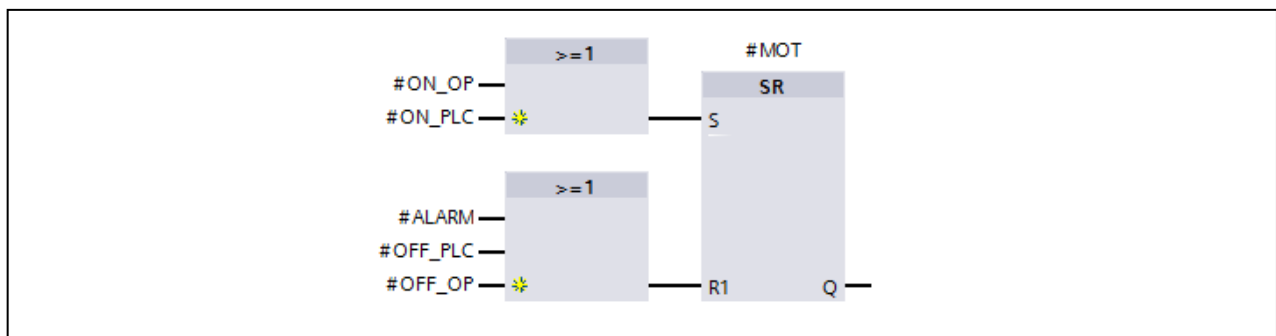 >=1
#MOT
SR
#ON_OP
#ON_PLC
S
>=1
#ALARM
#OFF_PLC
#OFF_OP
R1 Q